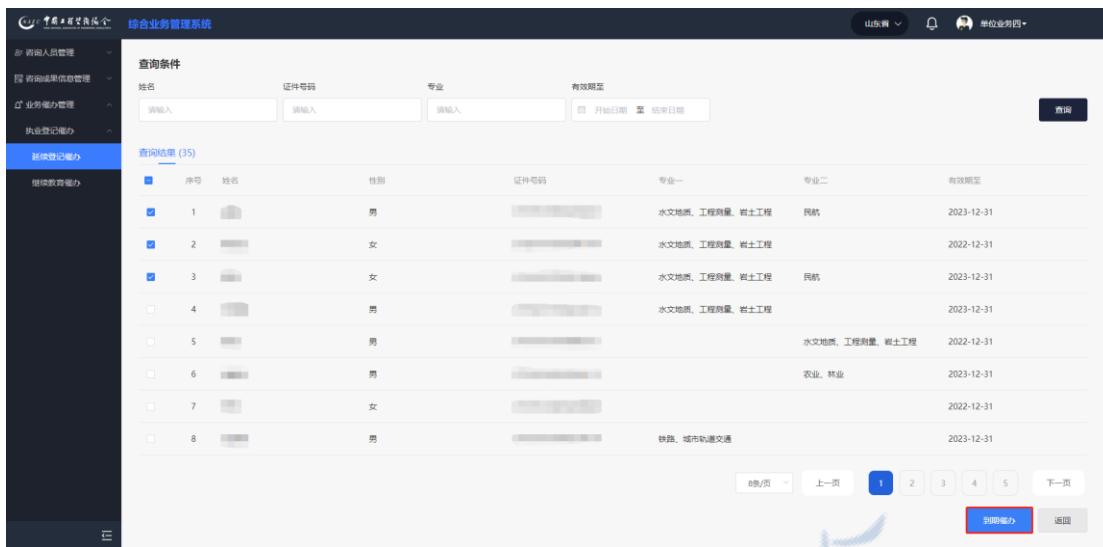 中国工程咨询协会 综合业务管理系统 山东省 单位业务四
咨询人员管理
咨询成果信息管理
业务催办管理
执业登记催办
延续登记催办
继续教育催办
查询条件
姓名 证件号码 专业 有效期至
请输入 请输入 请输入 开始日期 至 结束日期 查询
查询结果 (35)
序号 姓名 性别 证件号码 专业一 专业二 有效期至
1 男 水文地质、工程测量、岩土工程 民航 2023-12-31
2 女 水文地质、工程测量、岩土工程 2022-12-31
3 女 水文地质、工程测量、岩土工程 民航 2023-12-31
4 男 水文地质、工程测量、岩土工程 2023-12-31
5 男 水文地质、工程测量、岩土工程 2022-12-31
6 男 农业、林业 2023-12-31
7 女 2022-12-31
8 男 铁路、城市轨道交通 2023-12-31
8条/页 上一页 1 2 3 4 5 下一页
到期催办 返回